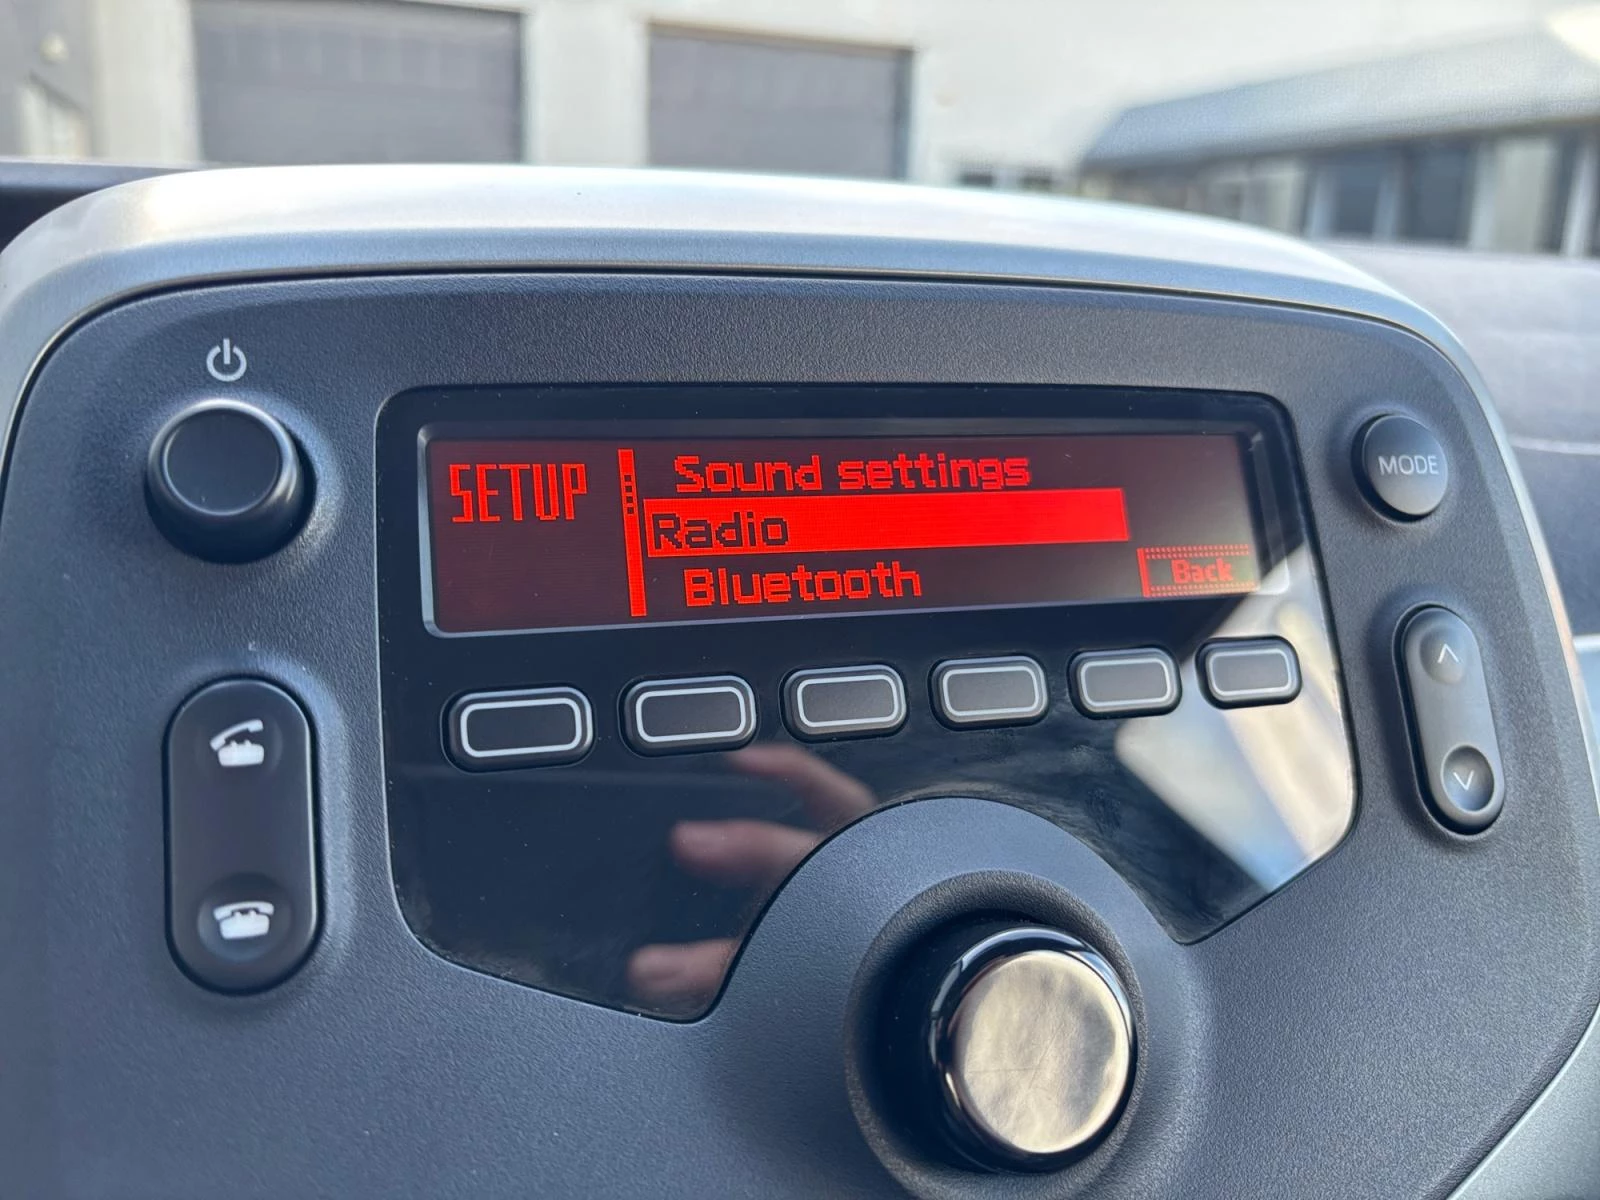 SETUP
Sound settings
Radio
Bluetooth
Back
MODE